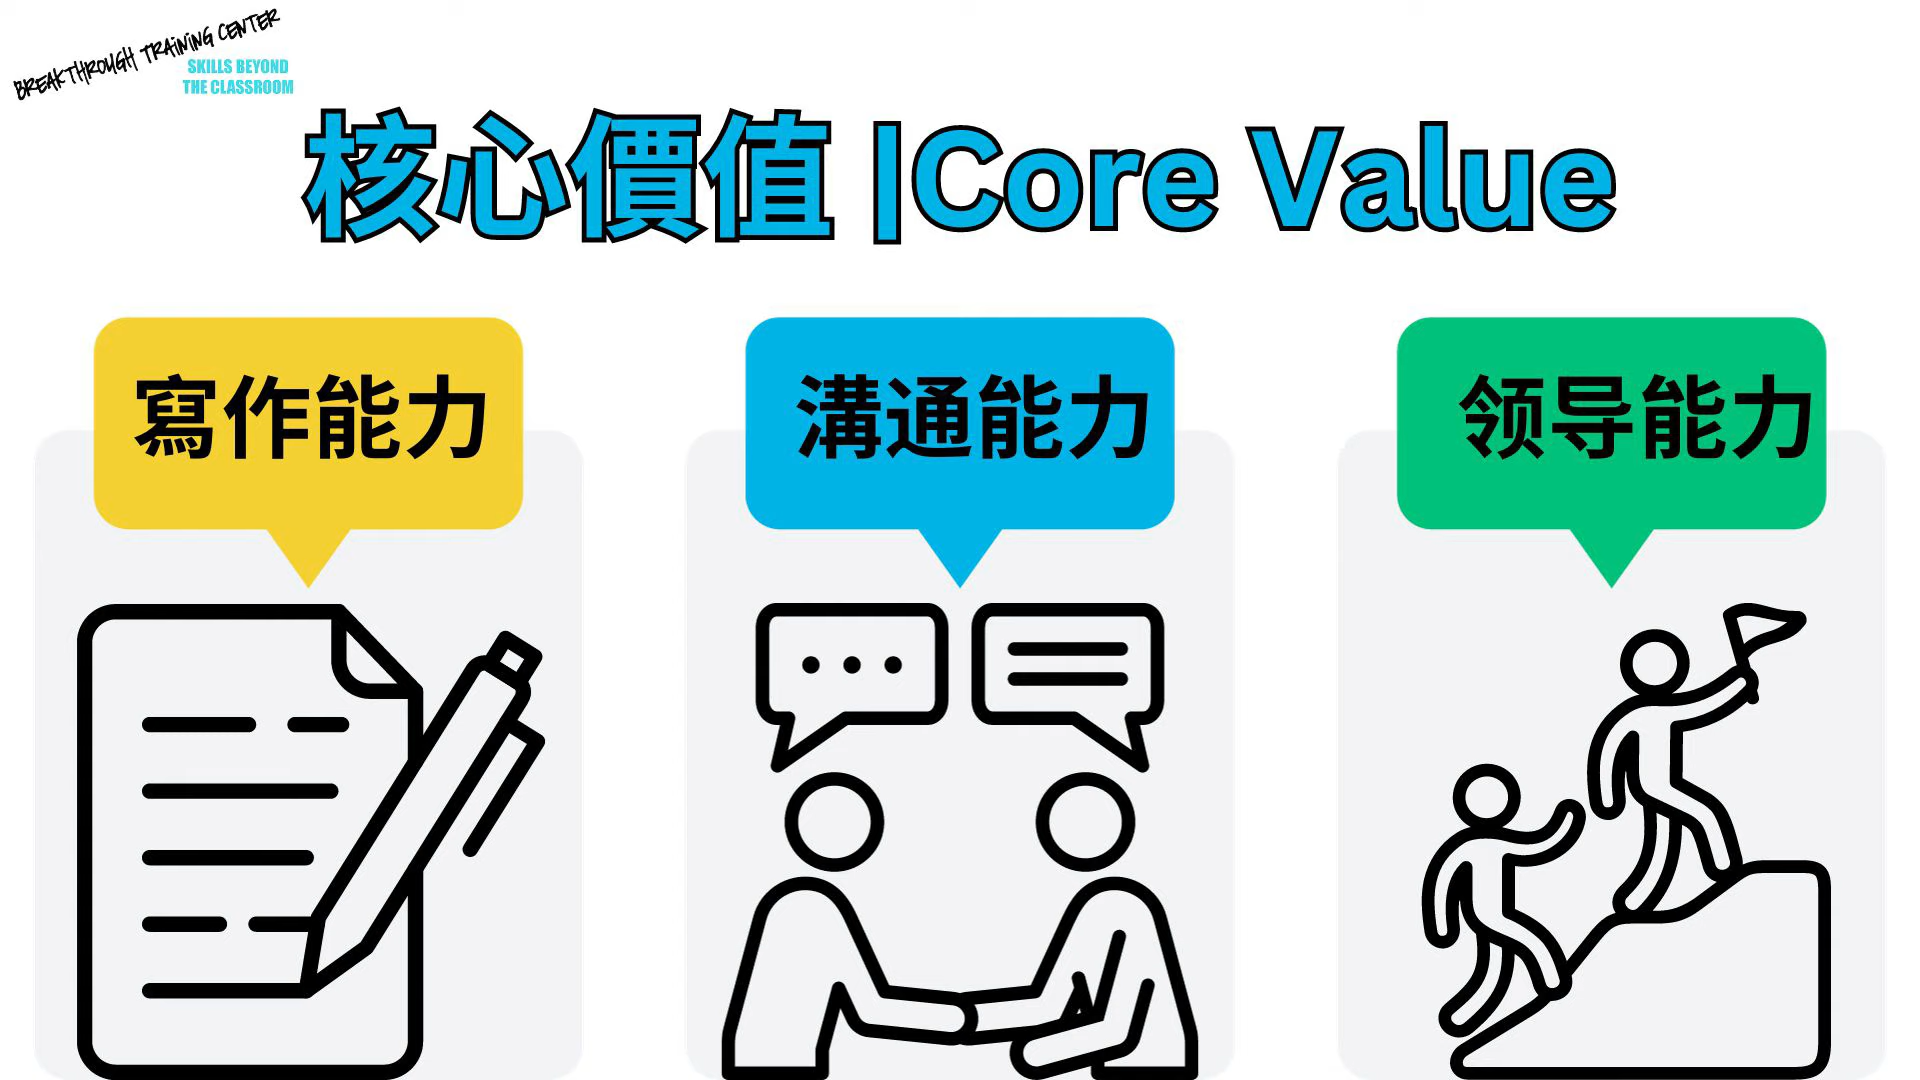 BREAKTHROUGH TRAINING CENTER
SKILLS BEYOND
THE CLASSROOM
核心價值 |Core Value
寫作能力
溝通能力
领导能力